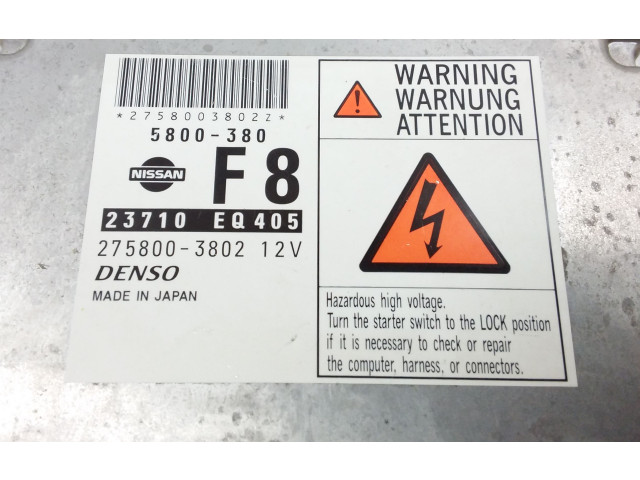 *2758003802Z*
5800-380
NISSAN
F8
23710 EQ405
275800-3802 12V
DENSO
MADE IN JAPAN
WARNING
WARNUNG
ATTENTION
Hazardous high voltage.
Turn the starter switch to the LOCK position
if it is necessary to check or repair
the computer, harness, or connectors.